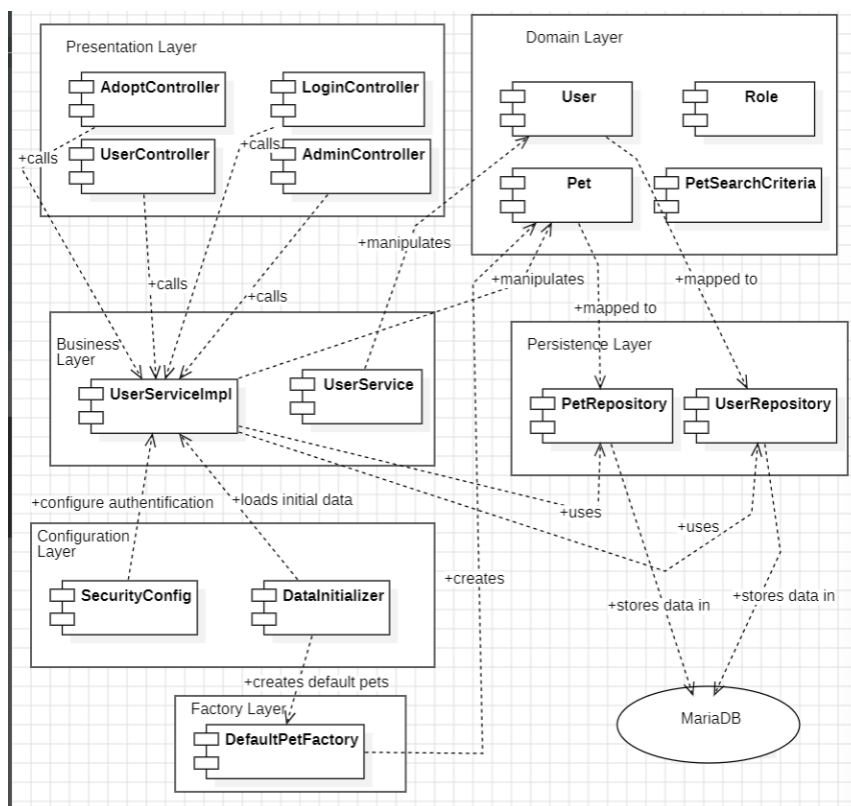 Presentation Layer
AdoptController
LoginController
+calls
+calls
UserController
AdminController
+calls
+calls
Domain Layer
User
Role
Pet
PetSearchCriteria
+manipulates
+manipulates
+mapped to
+mapped to
Business
Layer
UserServiceImpl
UserService
Persistence Layer
PetRepository
UserRepository
+configure authentification
+loads initial data
+uses
+uses
Configuration
Layer
SecurityConfig
DataInitializer
+creates
+stores data in
+stores data in
+creates default pets
Factory Layer
DefaultPetFactory
MariaDB